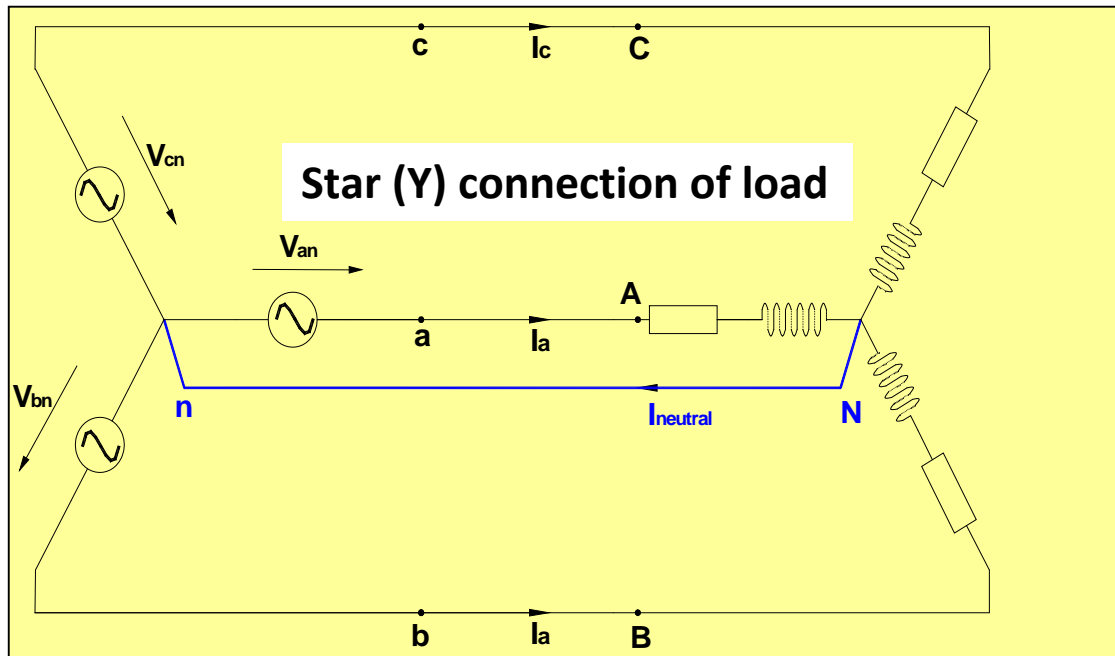 c Ic C
Vcn
Star (Y) connection of load
Van
A
a Ia
Vbn
n Ineutral N
b Ia B